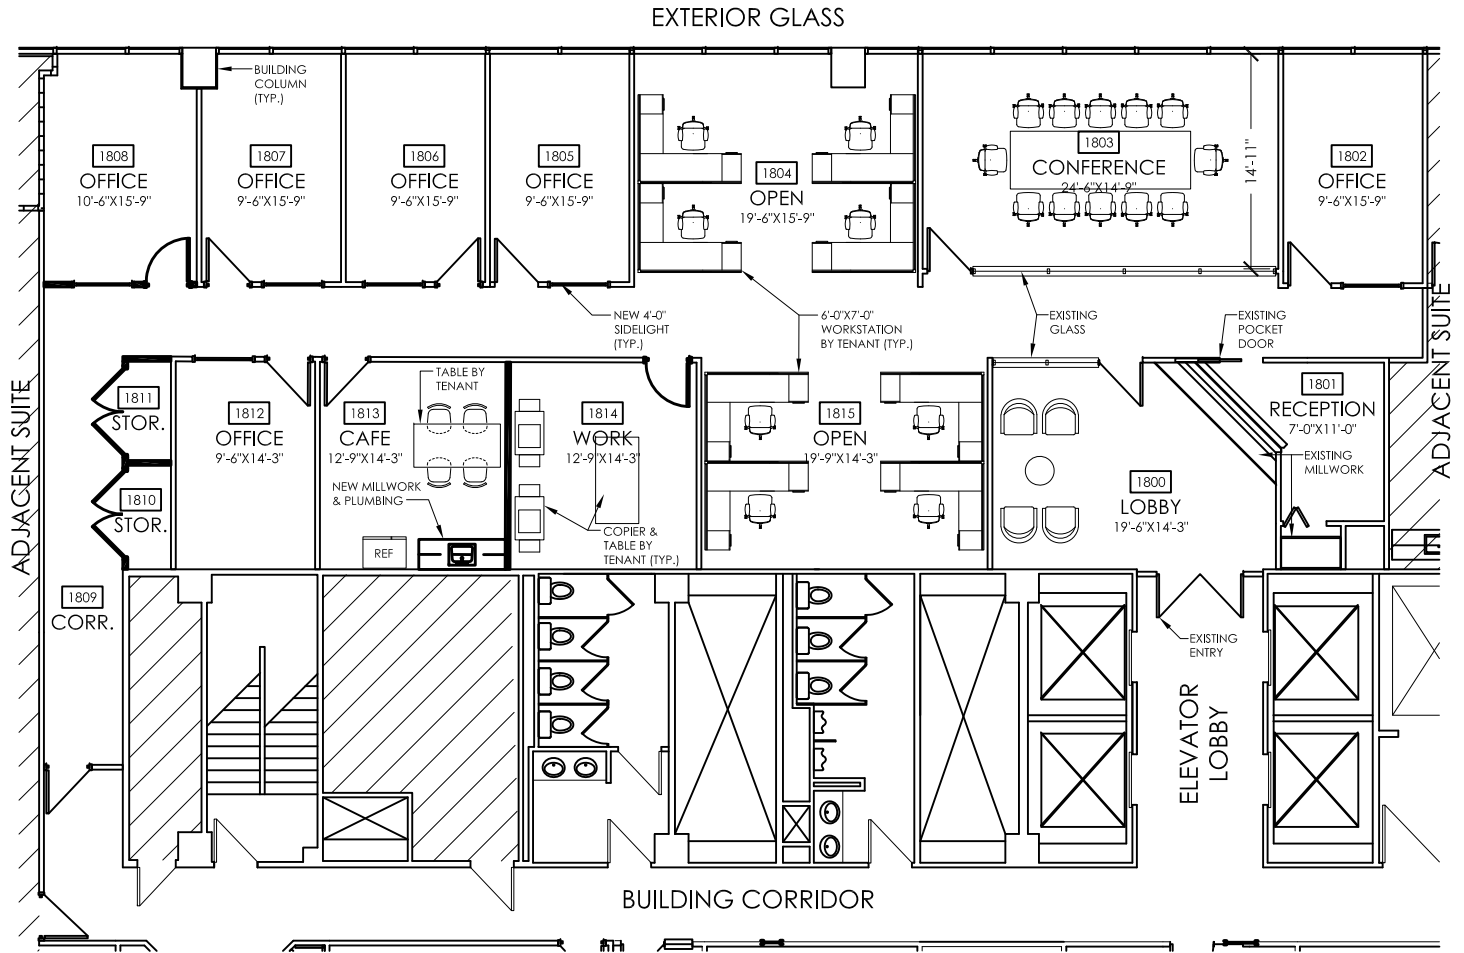 EXTERIOR GLASS
BUILDING
COLUMN
(TYP.)
1808
OFFICE
10'-6"X15'-9"
1807
OFFICE
9'-6"X15'-9"
1806
OFFICE
9'-6"X15'-9"
1805
OFFICE
9'-6"X15'-9"
1804
OPEN
19'-6"X15'-9"
1803
CONFERENCE
24'-6"X14'-9"
14'-11"
1802
OFFICE
9'-6"X15'-9"
NEW 4'-0"
SIDELIGHT
(TYP.)
6'-0"X7'-0"
WORKSTATION
BY TENANT (TYP.)
EXISTING
GLASS
EXISTING
POCKET
DOOR
ADJACENT SUITE
ADJACENT SUITE
1811
STOR.
1810
STOR.
1812
OFFICE
9'-6"X14'-3"
1813
CAFE
12'-9"X14'-3"
TABLE BY
TENANT
NEW MILLWORK
& PLUMBING
REF
1814
WORK
12'-9"X14'-3"
COPIER &
TABLE BY
TENANT (TYP.)
1815
OPEN
19'-9"X14'-3"
1800
LOBBY
19'-6"X14'-3"
1801
RECEPTION
7'-0"X11'-0"
EXISTING
MILLWORK
1809
CORR.
EXISTING
ENTRY
ELEVATOR
LOBBY
BUILDING CORRIDOR